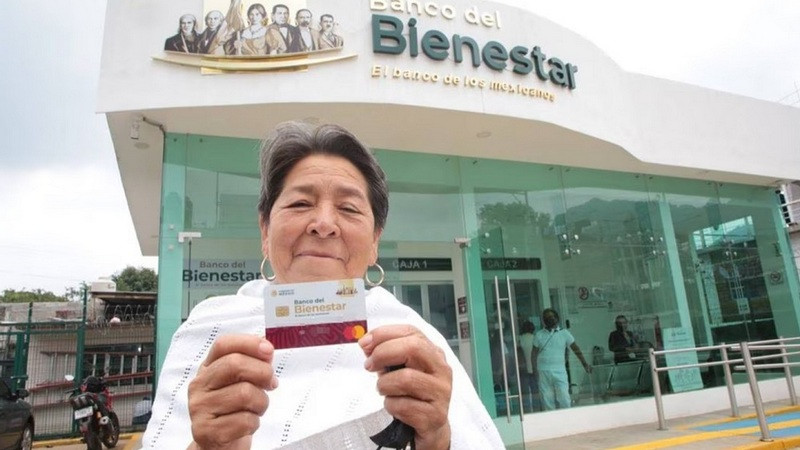 Banco del
Bienestar
El banco de los mexicanos
Banco del
Bienestar
CAJA 1
CAJA 2
Banco del
Bienestar